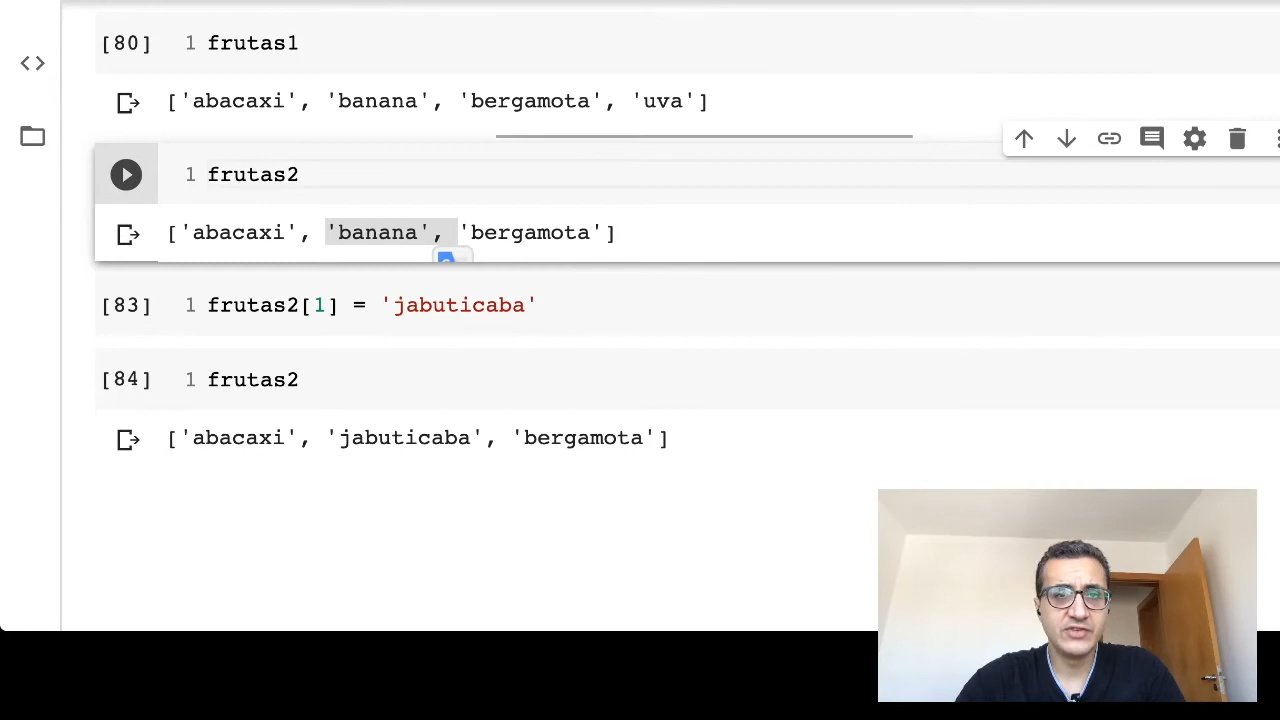 [80] 1 frutas1
['abacaxi', 'banana', 'bergamota', 'uva']
1 frutas2
['abacaxi', 'banana', 'bergamota']
[83] 1 frutas2[1] = 'jabuticaba'
[84] 1 frutas2
['abacaxi', 'jabuticaba', 'bergamota']